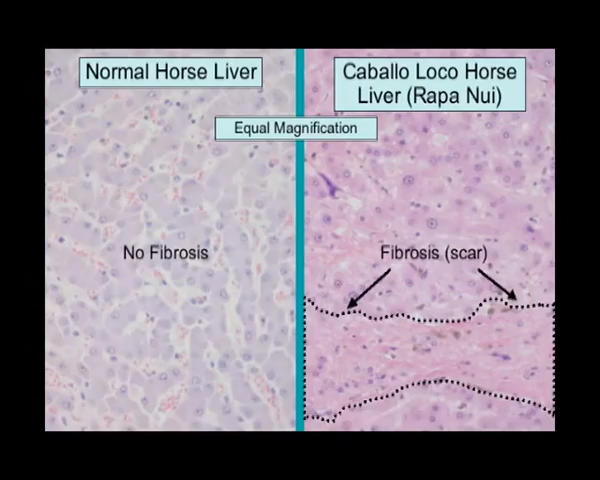 Normal Horse Liver
Caballo Loco Horse
Liver (Rapa Nui)
Equal Magnification
No Fibrosis
Fibrosis (scar)